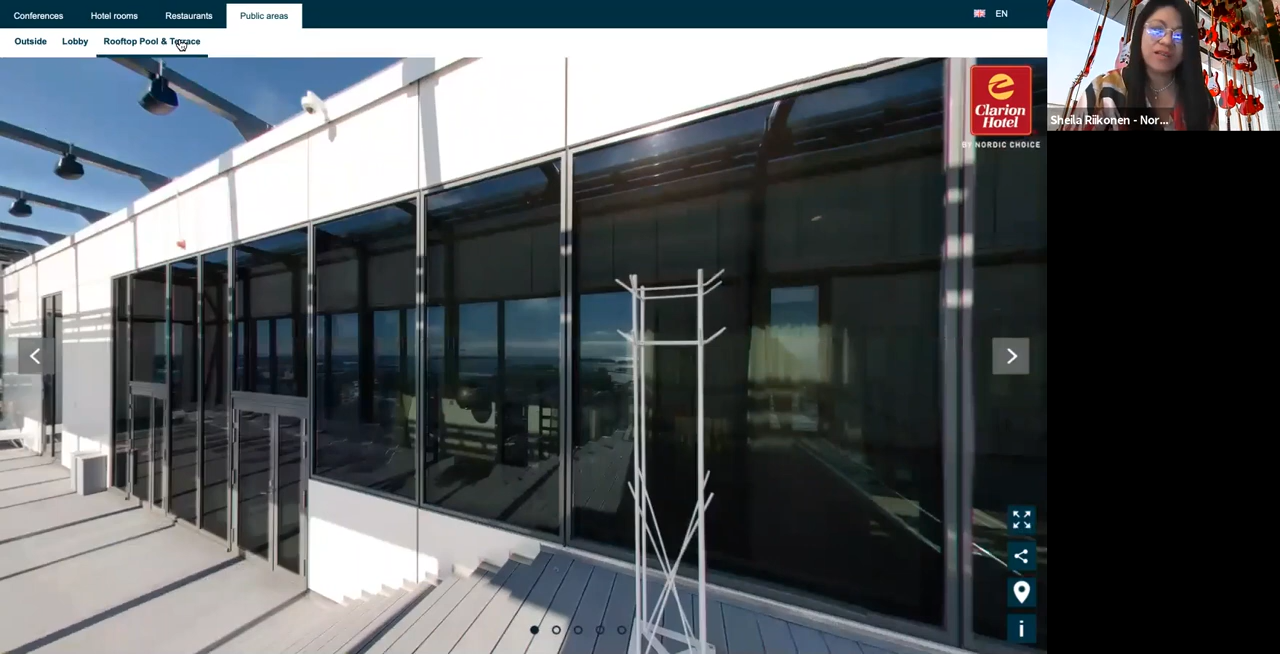 Conferences Hotel rooms Restaurants Public areas EN
Outside Lobby Rooftop Pool & Terrace
Clarion
Hotel
BY NORDIC CHOICE
Sheila Riikonen - Nor...